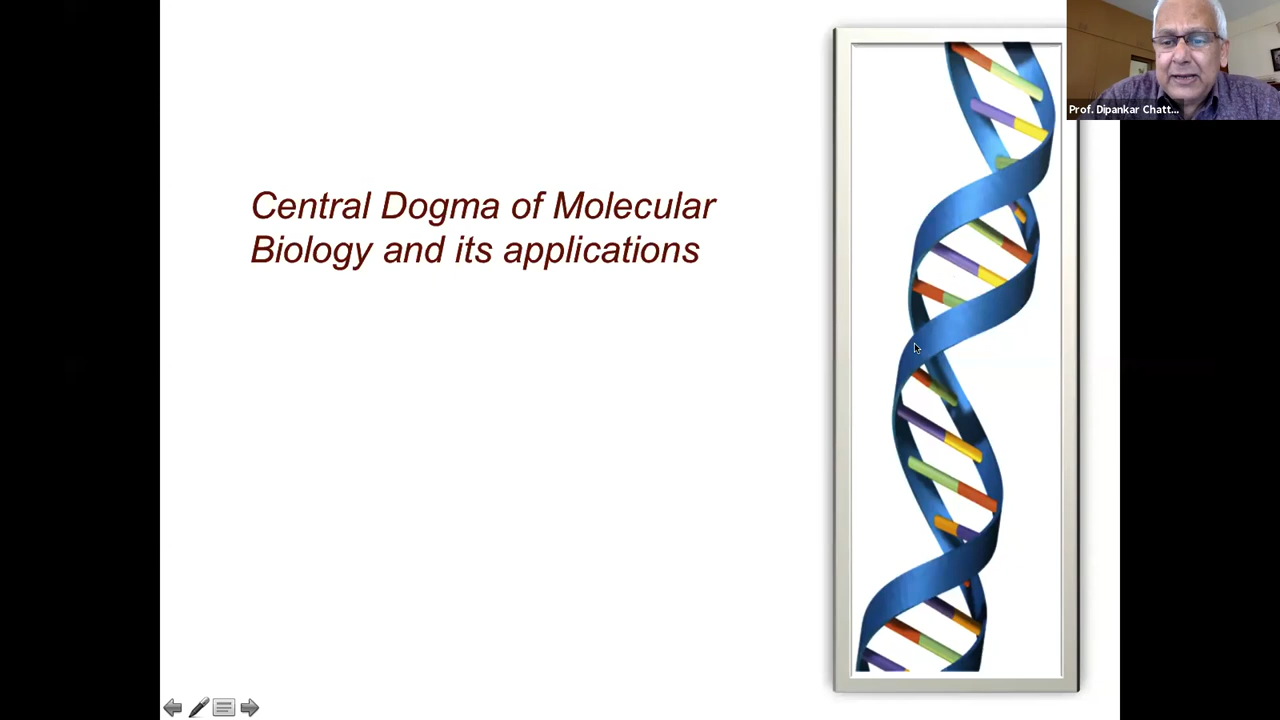 Prof. Dipankar Chatt...
Central Dogma of Molecular
Biology and its applications